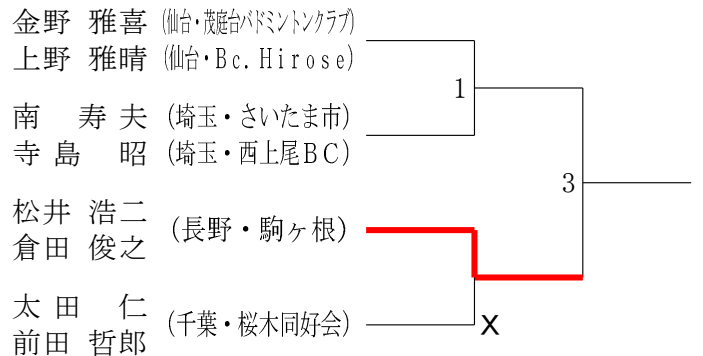 金野 雅喜 (仙台・茂庭台バドミントンクラブ)
上野 雅晴 (仙台・Bc.Hirose)
1
南 寿夫 (埼玉・さいたま市)
寺島 昭 (埼玉・西上尾BC)
3
松井 浩二
倉田 俊之
(長野・駒ヶ根)
太田 仁
前田 哲郎
(千葉・桜木同好会)
X